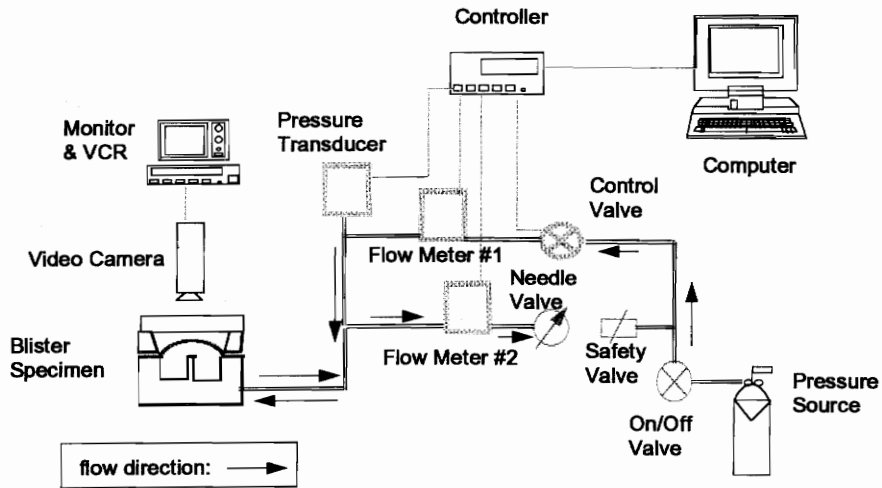 Controller
Pressure
Transducer
Monitor
& VCR
Computer
Control
Valve
Video Camera
Flow Meter #1
Needle
Valve
Blister
Specimen
Flow Meter #2
Safety
Valve
Pressure
Source
On/Off
Valve
flow direction: